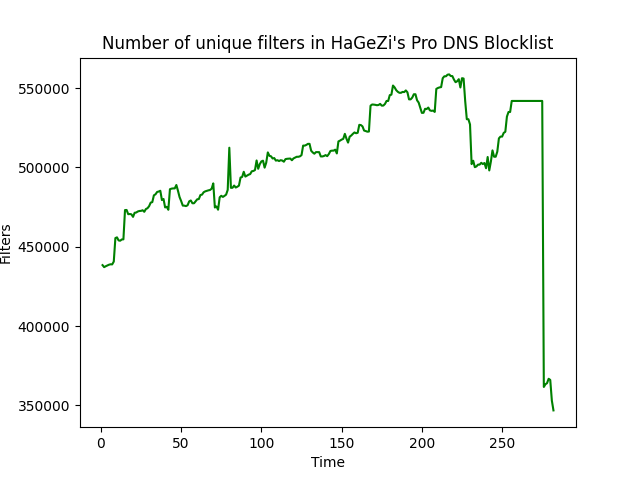 Number of unique filters in HaGeZi's Pro DNS Blocklist
550000
500000
450000
400000
350000
Filters
0 50 100 150 200 250
Time